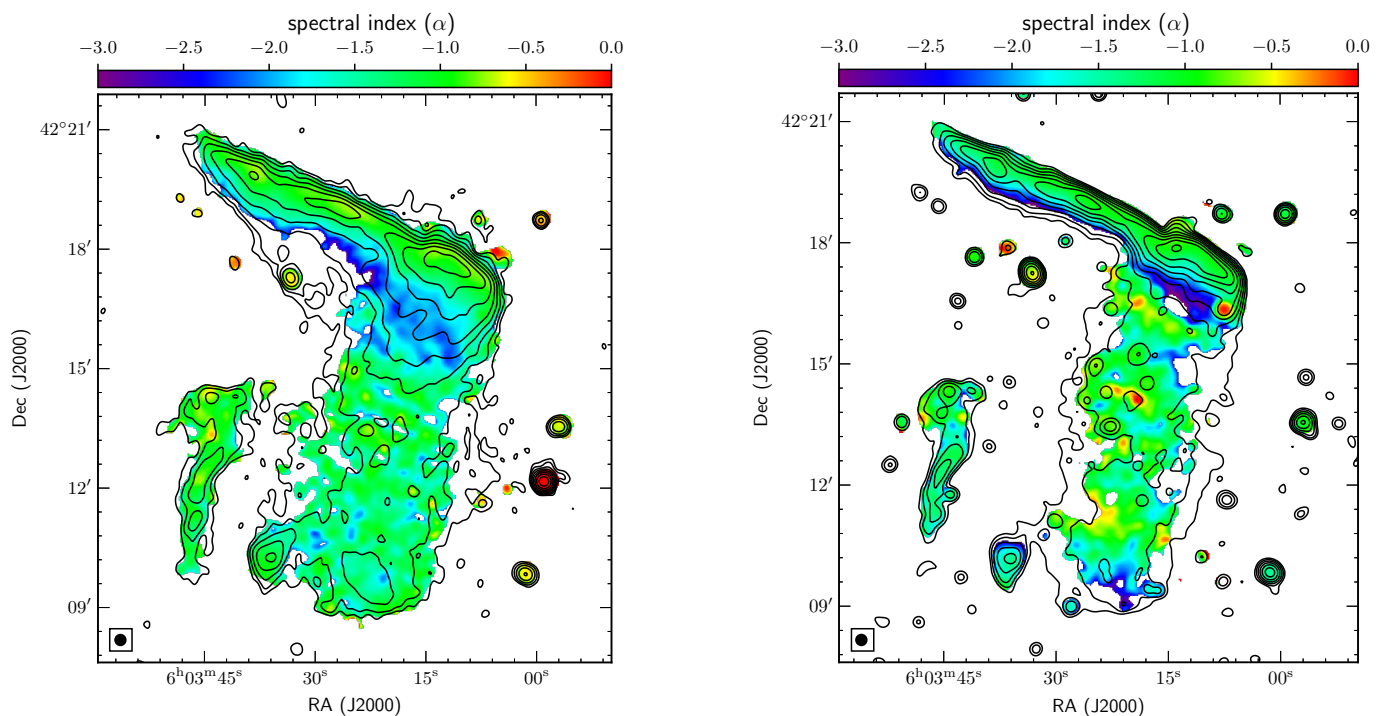 spectral index (α)
−3.0 −2.5 −2.0 −1.5 −1.0 −0.5 0.0
42°21′
18′
15′
12′
09′
Dec (J2000)
6ʰ03ᵐ45ˢ 30ˢ 15ˢ 00ˢ
RA (J2000)
spectral index (α)
−3.0 −2.5 −2.0 −1.5 −1.0 −0.5 0.0
42°21′
18′
15′
12′
09′
Dec (J2000)
6ʰ03ᵐ45ˢ 30ˢ 15ˢ 00ˢ
RA (J2000)